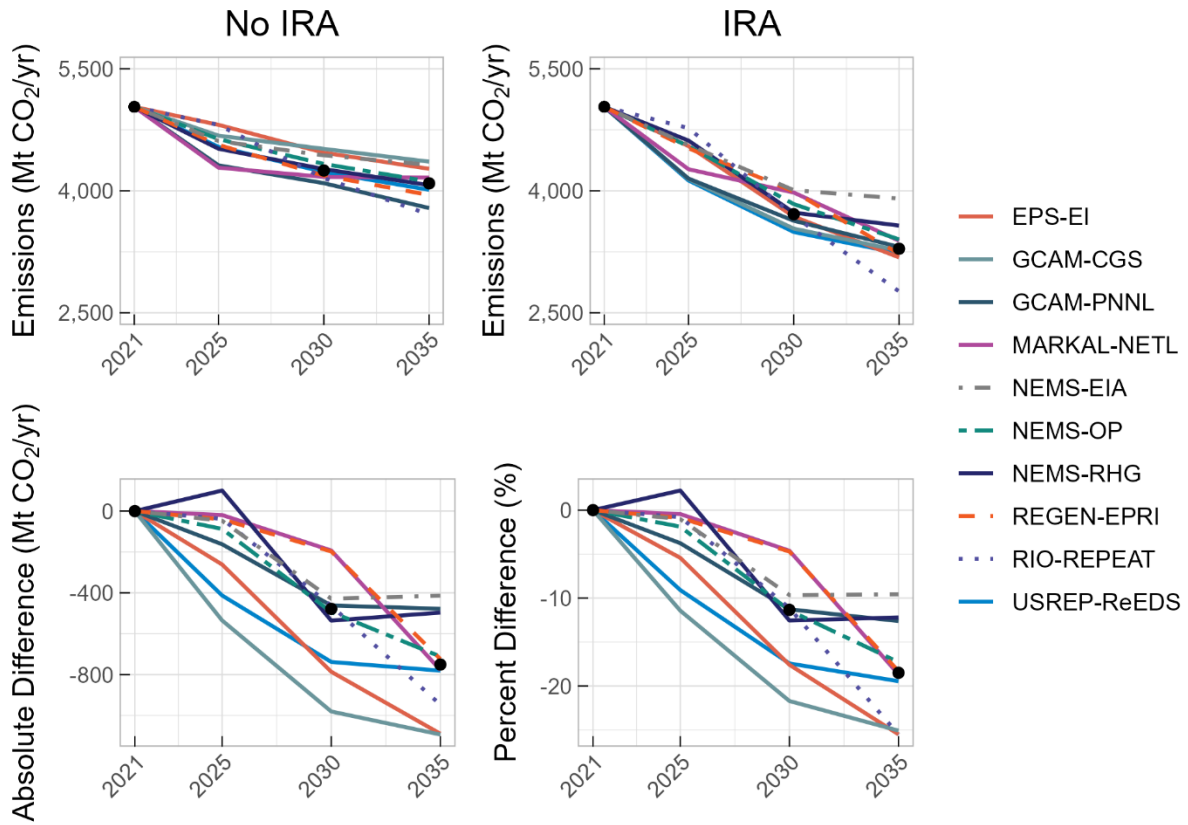 No IRA
IRA
Emissions (Mt CO₂/yr)
5,500
4,000
2,500
2021
2025
2030
2035
Emissions (Mt CO₂/yr)
5,500
4,000
2,500
2021
2025
2030
2035
Absolute Difference (Mt CO₂/yr)
0
-400
-800
2021
2025
2030
2035
Percent Difference (%)
0
-10
-20
2021
2025
2030
2035
EPS-EI
GCAM-CGS
GCAM-PNNL
MARKAL-NETL
NEMS-EIA
NEMS-OP
NEMS-RHG
REGEN-EPRI
RIO-REPEAT
USREP-ReEDS